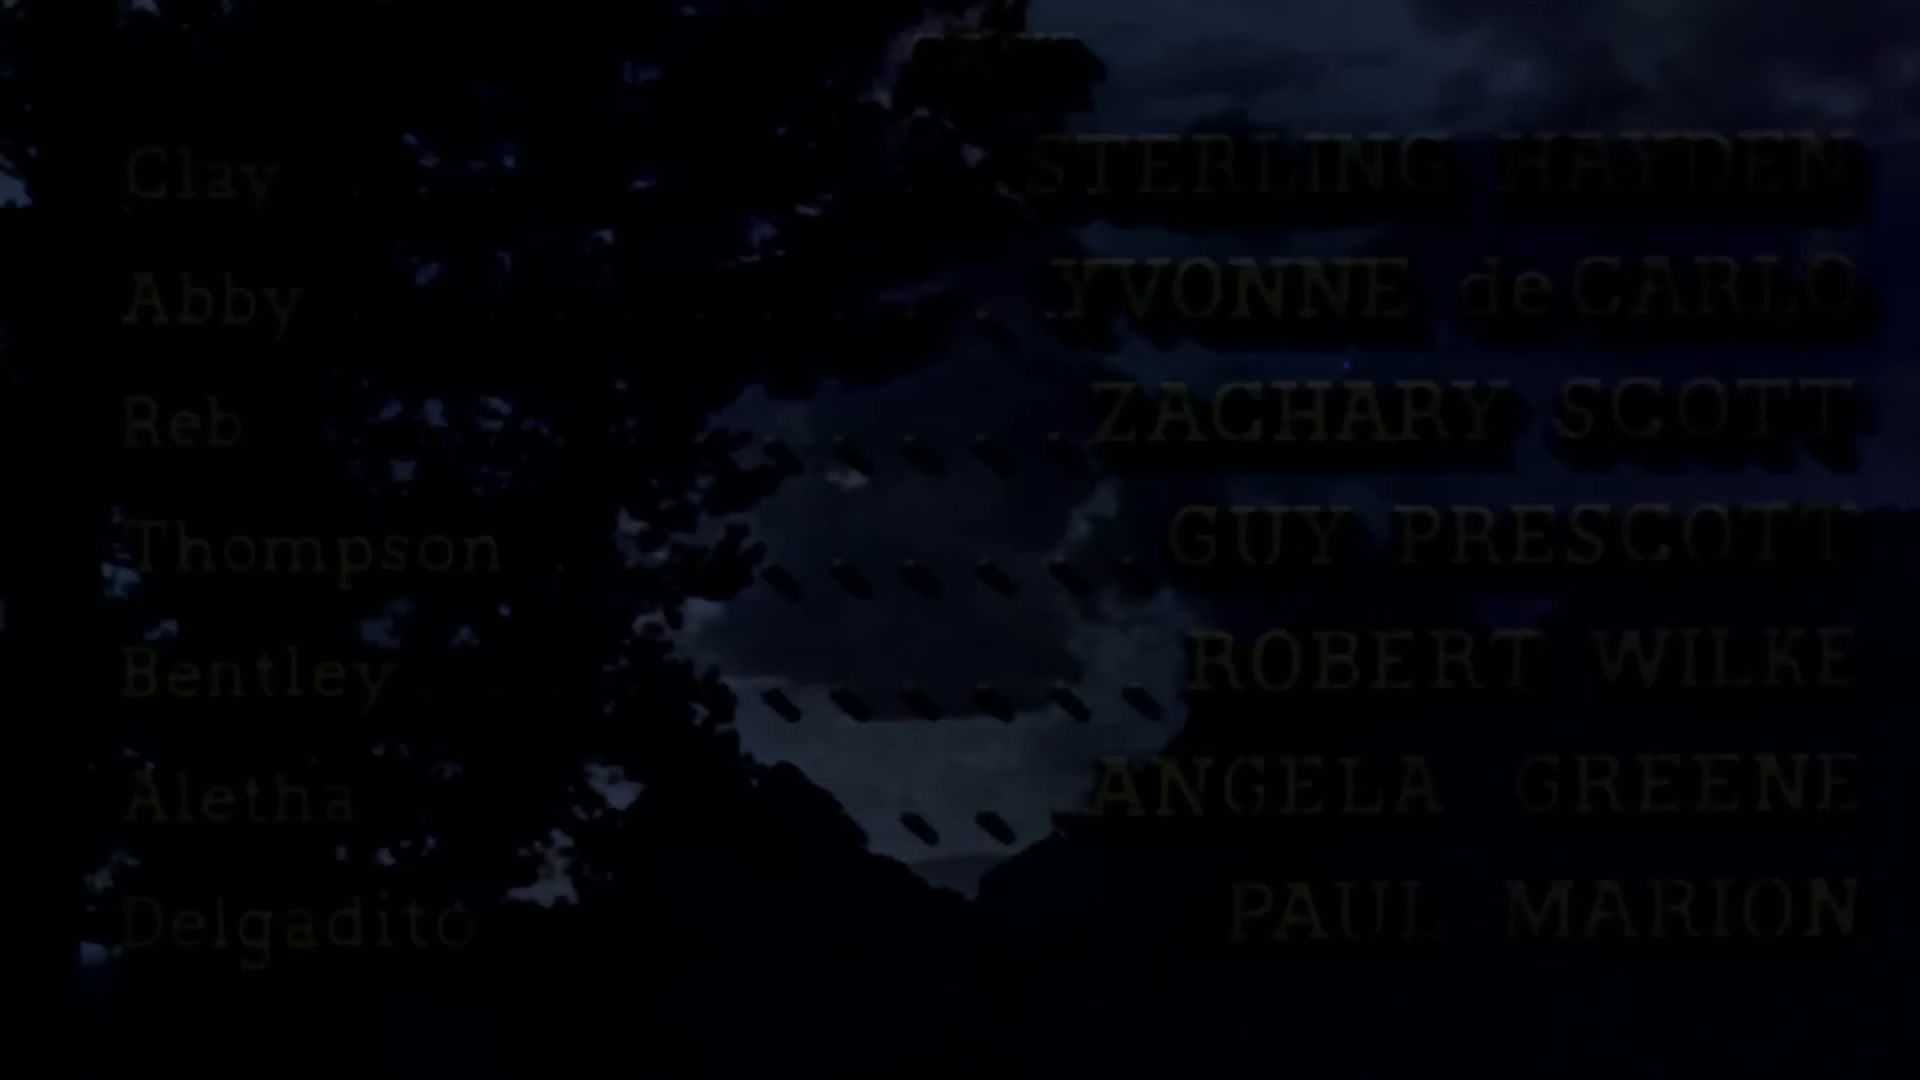 Clay STERLING HAYDEN
Abby YVONNE de CARLO
Reb ZACHARY SCOTT
Thompson GUY PRESCOTT
Bentley ROBERT WILKE
Aletha ANGELA GREENE
Delgadito PAUL MARION